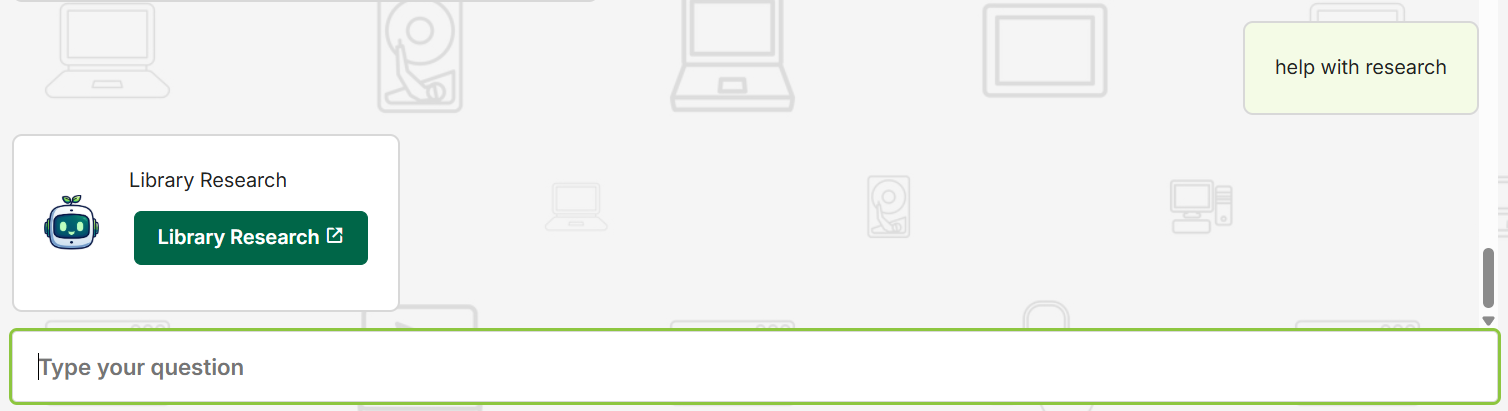 help with research
Library Research
Library Research
Type your question